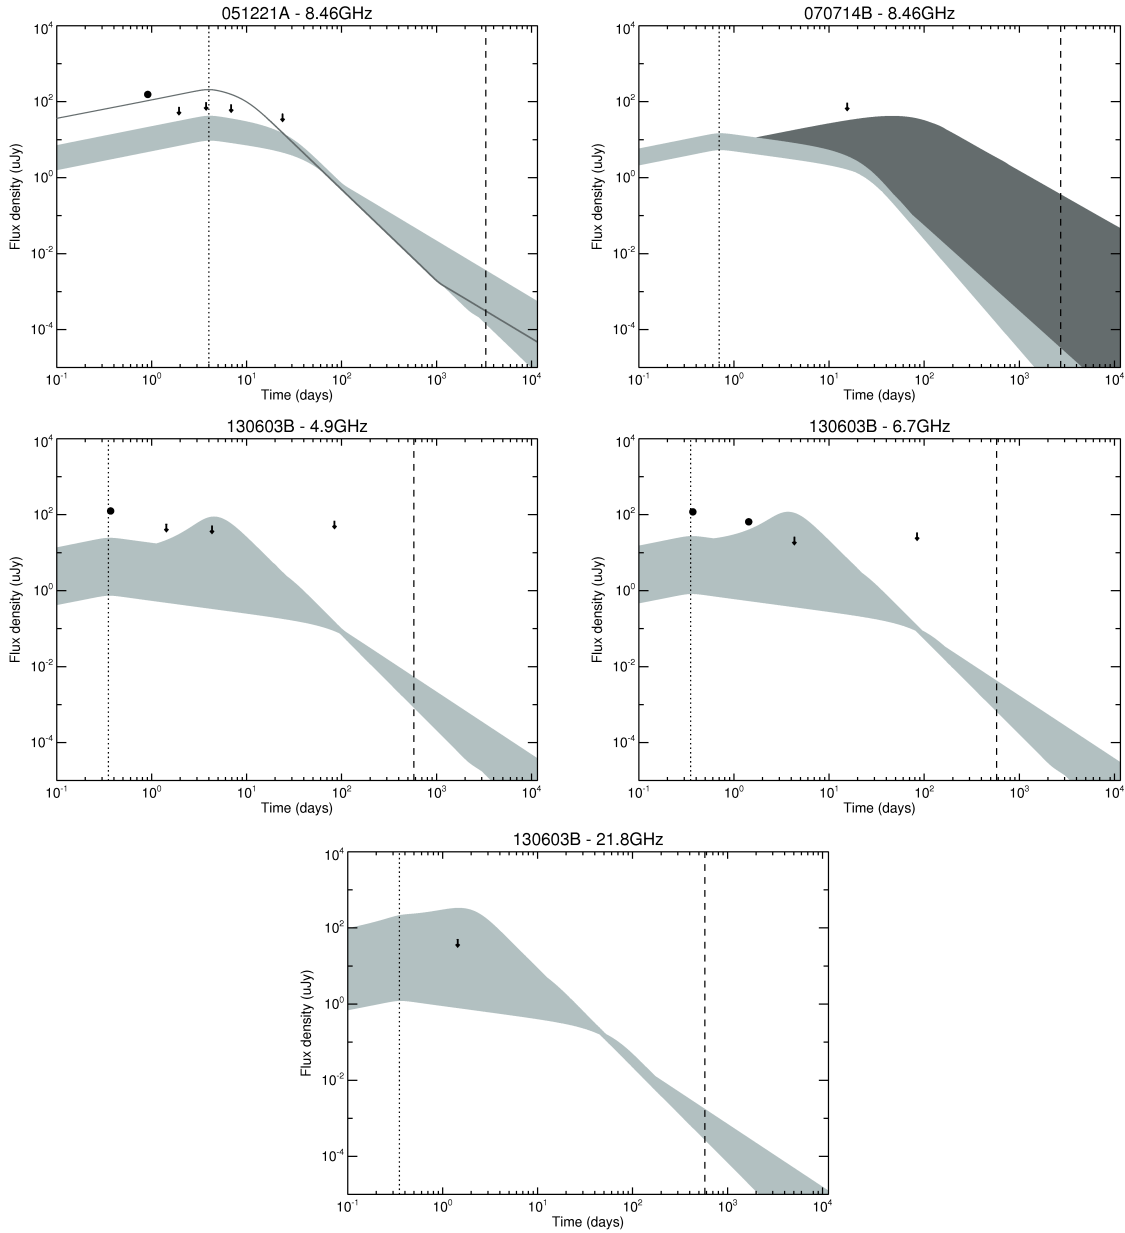 051221A - 8.46GHz
070714B - 8.46GHz
10^4
10^2
10^0
10^-2
10^-4
Flux density (uJy)
10^-1 10^0 10^1 10^2 10^3 10^4
Time (days)
10^4
10^2
10^0
10^-2
10^-4
Flux density (uJy)
10^-1 10^0 10^1 10^2 10^3 10^4
Time (days)
130603B - 4.9GHz
130603B - 6.7GHz
10^4
10^2
10^0
10^-2
10^-4
Flux density (uJy)
10^-1 10^0 10^1 10^2 10^3 10^4
Time (days)
10^4
10^2
10^0
10^-2
10^-4
Flux density (uJy)
10^-1 10^0 10^1 10^2 10^3 10^4
Time (days)
130603B - 21.8GHz
10^4
10^2
10^0
10^-2
10^-4
Flux density (uJy)
10^-1 10^0 10^1 10^2 10^3 10^4
Time (days)